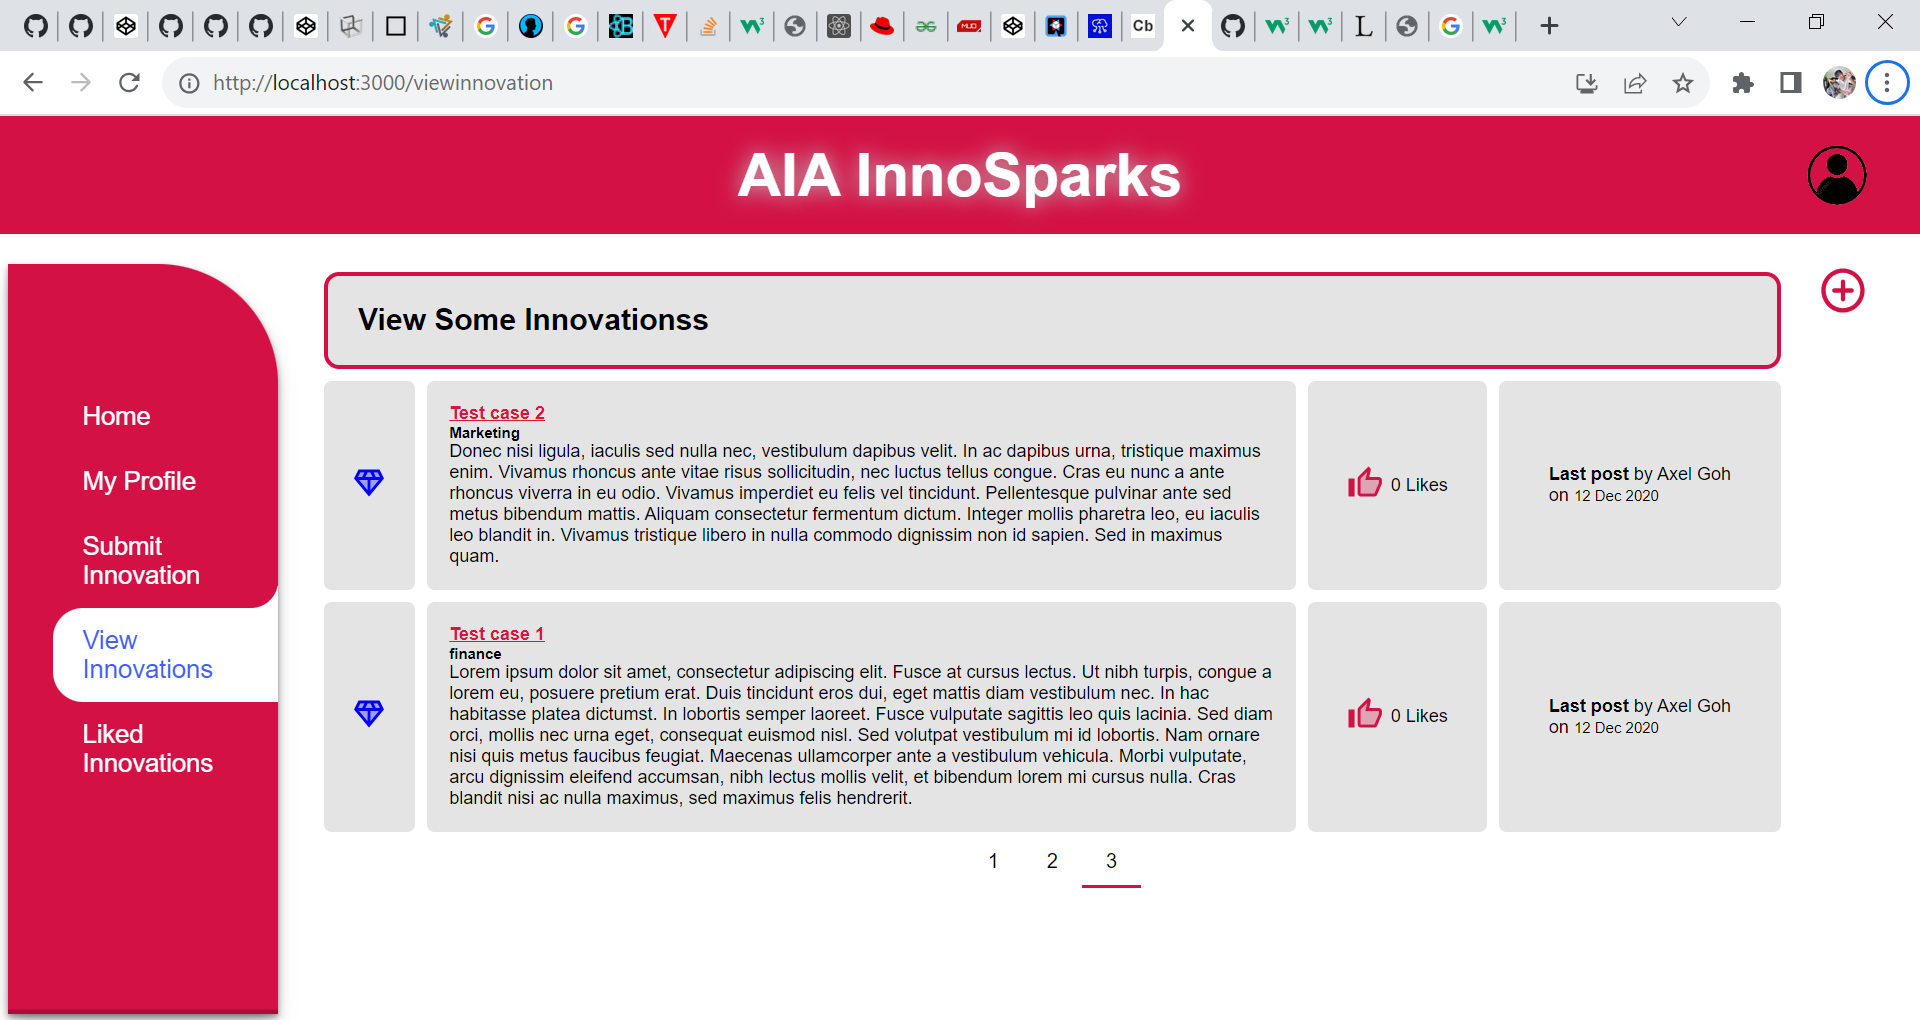 Cb
http://localhost:3000/viewinnovation
AIA InnoSparks
Home
My Profile
Submit
Innovation
View
Innovations
Liked
Innovations
View Some Innovationss
Test case 2
Marketing
Donec nisi ligula, iaculis sed nulla nec, vestibulum dapibus velit. In ac dapibus urna, tristique maximus
enim. Vivamus rhoncus ante vitae risus sollicitudin, nec luctus tellus congue. Cras eu nunc a ante
rhoncus viverra in eu odio. Vivamus imperdiet eu felis vel tincidunt. Pellentesque pulvinar ante sed
metus bibendum mattis. Aliquam consectetur fermentum dictum. Integer mollis pharetra leo, eu iaculis
leo blandit in. Vivamus tristique libero in nulla commodo dignissim non id sapien. Sed in maximus
quam.
0 Likes
Last post by Axel Goh
on 12 Dec 2020
Test case 1
finance
Lorem ipsum dolor sit amet, consectetur adipiscing elit. Fusce at cursus lectus. Ut nibh turpis, congue a
lorem eu, posuere pretium erat. Duis tincidunt eros dui, eget mattis diam vestibulum nec. In hac
habitasse platea dictumst. In lobortis semper laoreet. Fusce vulputate sagittis leo quis lacinia. Sed diam
orci, mollis nec urna eget, consequat euismod nisl. Sed volutpat vestibulum mi id lobortis. Nam ornare
nisi quis metus faucibus feugiat. Maecenas ullamcorper ante a vestibulum vehicula. Morbi vulputate,
arcu dignissim eleifend accumsan, nibh lectus mollis velit, et bibendum lorem mi cursus nulla. Cras
blandit nisi ac nulla maximus, sed maximus felis hendrerit.
0 Likes
Last post by Axel Goh
on 12 Dec 2020
1 2 3